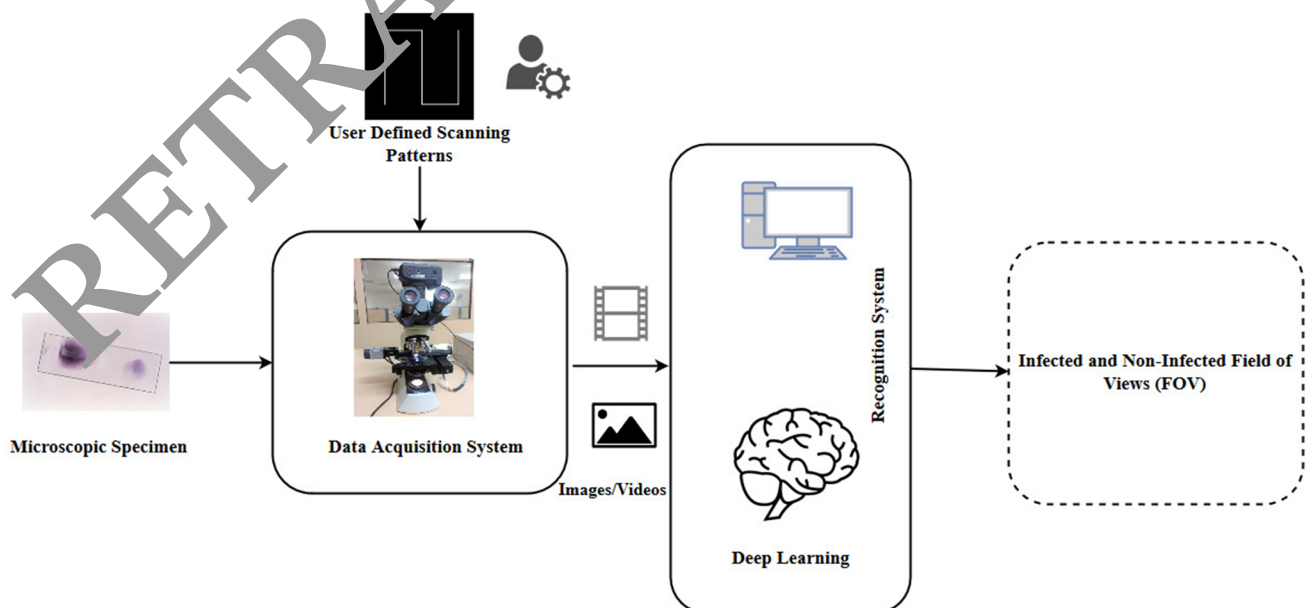 RETRA
User Defined Scanning
Patterns
Microscopic Specimen
Data Acquisition System
Images/Videos
Recognition System
Deep Learning
Infected and Non-Infected Field of
Views (FOV)